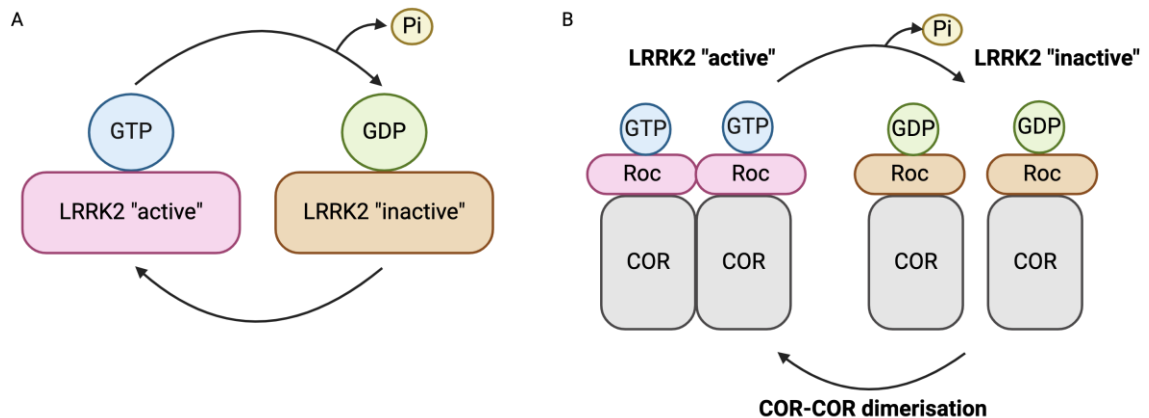 A
Pi
GTP
GDP
LRRK2 "active"
LRRK2 "inactive"
B
Pi
LRRK2 "active"
LRRK2 "inactive"
GTP
GTP
GDP
GDP
Roc
Roc
Roc
Roc
COR
COR
COR
COR
COR-COR dimerisation